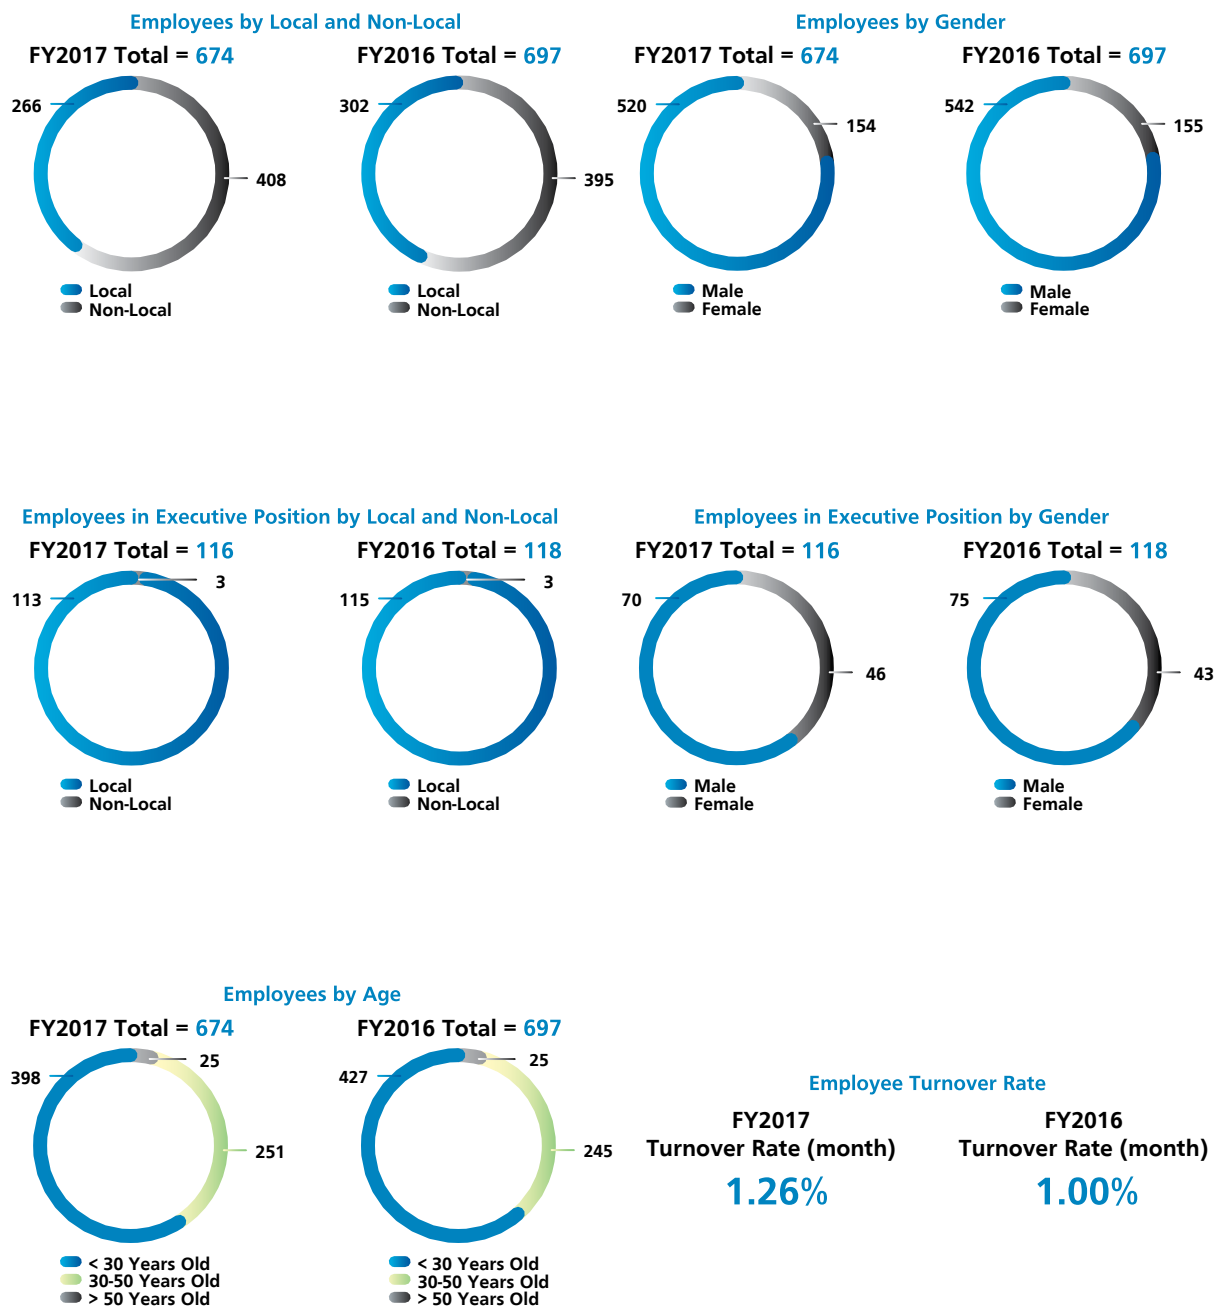 Employees by Local and Non-Local
FY2017 Total = 674
266
408
Local
Non-Local
FY2016 Total = 697
302
395
Local
Non-Local
Employees by Gender
FY2017 Total = 674
520
154
Male
Female
FY2016 Total = 697
542
155
Male
Female
Employees in Executive Position by Local and Non-Local
FY2017 Total = 116
3
113
Local
Non-Local
FY2016 Total = 118
3
115
Local
Non-Local
Employees in Executive Position by Gender
FY2017 Total = 116
70
46
Male
Female
FY2016 Total = 118
75
43
Male
Female
Employees by Age
FY2017 Total = 674
25
398
251
< 30 Years Old
30-50 Years Old
> 50 Years Old
FY2016 Total = 697
25
427
245
< 30 Years Old
30-50 Years Old
> 50 Years Old
Employee Turnover Rate
FY2017
Turnover Rate (month)
1.26%
FY2016
Turnover Rate (month)
1.00%